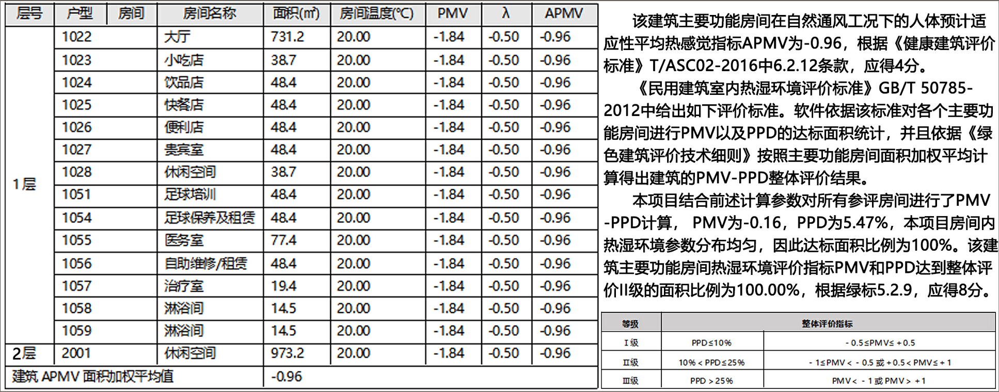 层号 户型 房间 房间名称 面积(㎡) 房间温度(℃) PMV λ APMV
1022 大厅 731.2 20.00 -1.84 -0.50 -0.96
1023 小吃店 38.7 20.00 -1.84 -0.50 -0.96
1024 饮品店 48.4 20.00 -1.84 -0.50 -0.96
1025 快餐店 48.4 20.00 -1.84 -0.50 -0.96
1026 便利店 48.4 20.00 -1.84 -0.50 -0.96
1027 贵宾室 48.4 20.00 -1.84 -0.50 -0.96
1028 休闲空间 38.7 20.00 -1.84 -0.50 -0.96
1层
1051 足球培训 48.4 20.00 -1.84 -0.50 -0.96
1054 足球保养及租赁 48.4 20.00 -1.84 -0.50 -0.96
1055 医务室 77.4 20.00 -1.84 -0.50 -0.96
1056 自助维修/租赁 48.4 20.00 -1.84 -0.50 -0.96
1057 治疗室 19.4 20.00 -1.84 -0.50 -0.96
1058 淋浴间 14.5 20.00 -1.84 -0.50 -0.96
1059 淋浴间 14.5 20.00 -1.84 -0.50 -0.96
2层 2001 休闲空间 973.2 20.00 -1.84 -0.50 -0.96
建筑 APMV 面积加权平均值 -0.96
该建筑主要功能房间在自然通风工况下的人体预计适
应性平均热感觉指标APMV为-0.96，根据《健康建筑评价
标准》T/ASC02-2016中6.2.12条款，应得4分。
《民用建筑室内热湿环境评价标准》GB/T 50785-
2012中给出如下评价标准。软件依据该标准对各个主要功
能房间进行PMV以及PPD的达标面积统计，并且依据《绿
色建筑评价技术细则》按照主要功能房间面积加权平均计
算得出建筑的PMV-PPD整体评价结果。
本项目结合前述计算参数对所有参评房间进行了PMV
-PPD计算， PMV为-0.16，PPD为5.47%，本项目房间内
热湿环境参数分布均匀，因此达标面积比例为100%。该建
筑主要功能房间热湿环境评价指标PMV和PPD达到整体评
价II级的面积比例为100.00%，根据绿标5.2.9，应得8分。
等级 整体评价指标
Ⅰ级 PPD≤10% -0.5≤PMV≤+0.5
Ⅱ级 10%<PPD≤25% -1≤PMV<-0.5 或 +0.5<PMV≤+1
Ⅲ级 PPD>25% PMV<-1 或 PMV>+1